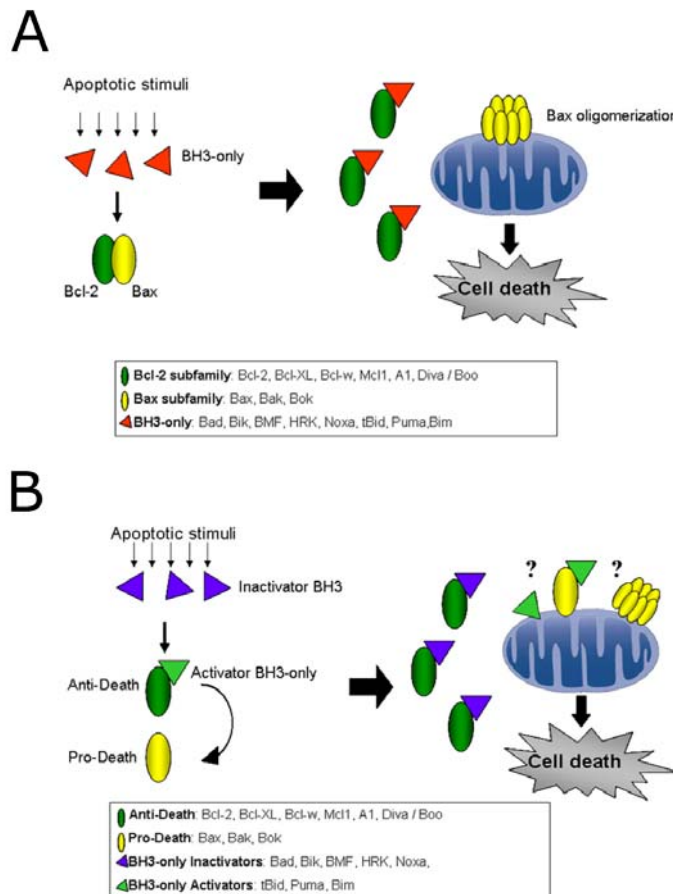 A
Apoptotic stimuli
BH3-only
Bcl-2 Bax
Bax oligomerization
Cell death
Bcl-2 subfamily: Bcl-2, Bcl-XL, Bcl-w, Mcl1, A1, Diva / Boo
Bax subfamily: Bax, Bak, Bok
BH3-only: Bad, Bik, BMF, HRK, Noxa, tBid, Puma,Bim
B
Apoptotic stimuli
Inactivator BH3
Activator BH3-only
Anti-Death
Pro-Death
? ?
Cell death
Anti-Death: Bcl-2, Bcl-XL, Bcl-w, Mcl1, A1, Diva / Boo
Pro-Death: Bax, Bak, Bok
BH3-only Inactivators: Bad, Bik, BMF, HRK, Noxa,
BH3-only Activators: tBid, Puma, Bim